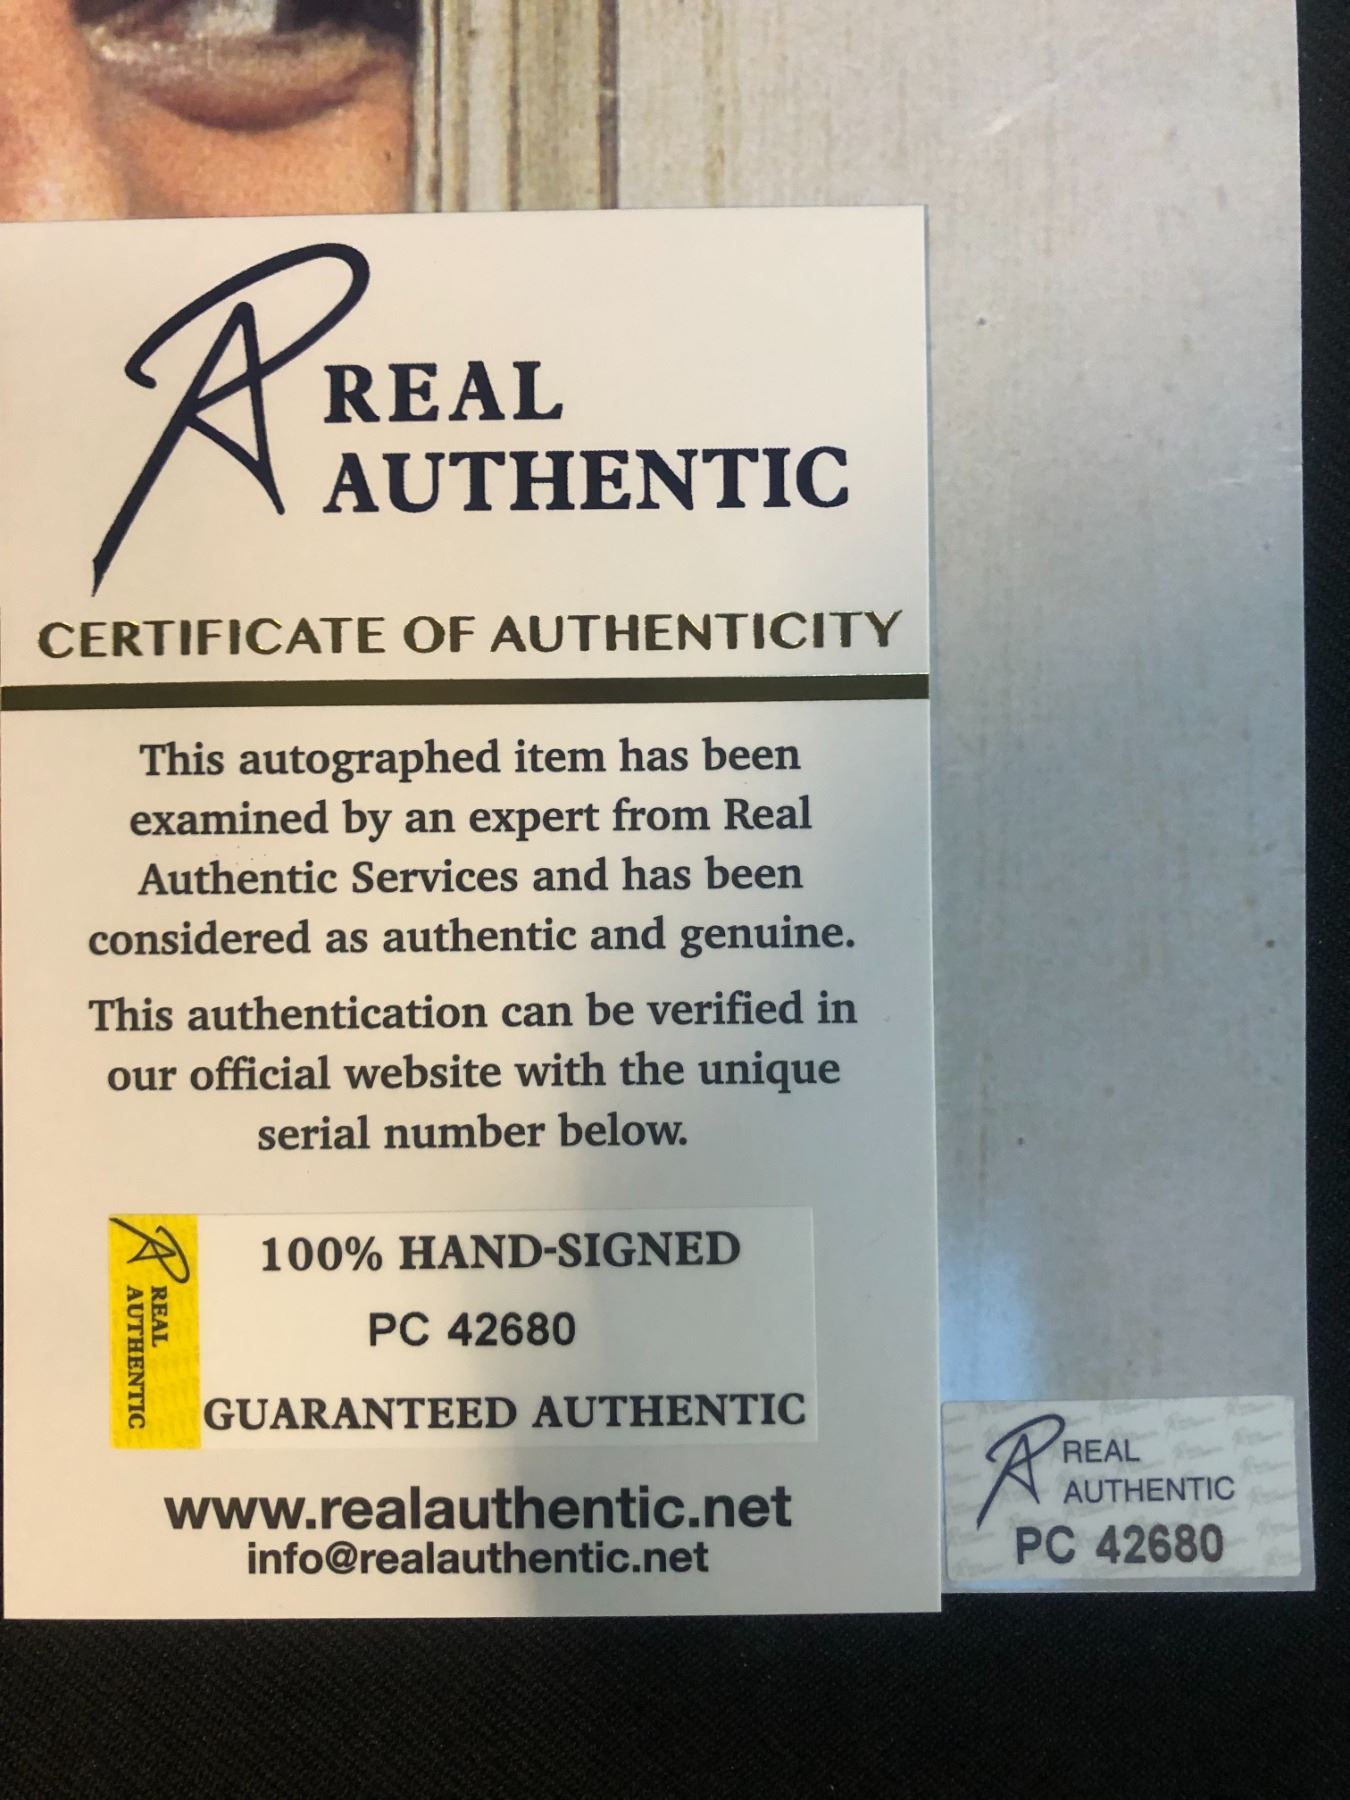 REAL
AUTHENTIC
CERTIFICATE OF AUTHENTICITY
This autographed item has been
examined by an expert from Real
Authentic Services and has been
considered as authentic and genuine.
This authentication can be verified in
our official website with the unique
serial number below.
REAL
AUTHENTIC
100% HAND-SIGNED
PC 42680
GUARANTEED AUTHENTIC
www.realauthentic.net
info@realauthentic.net
REAL
AUTHENTIC
PC 42680